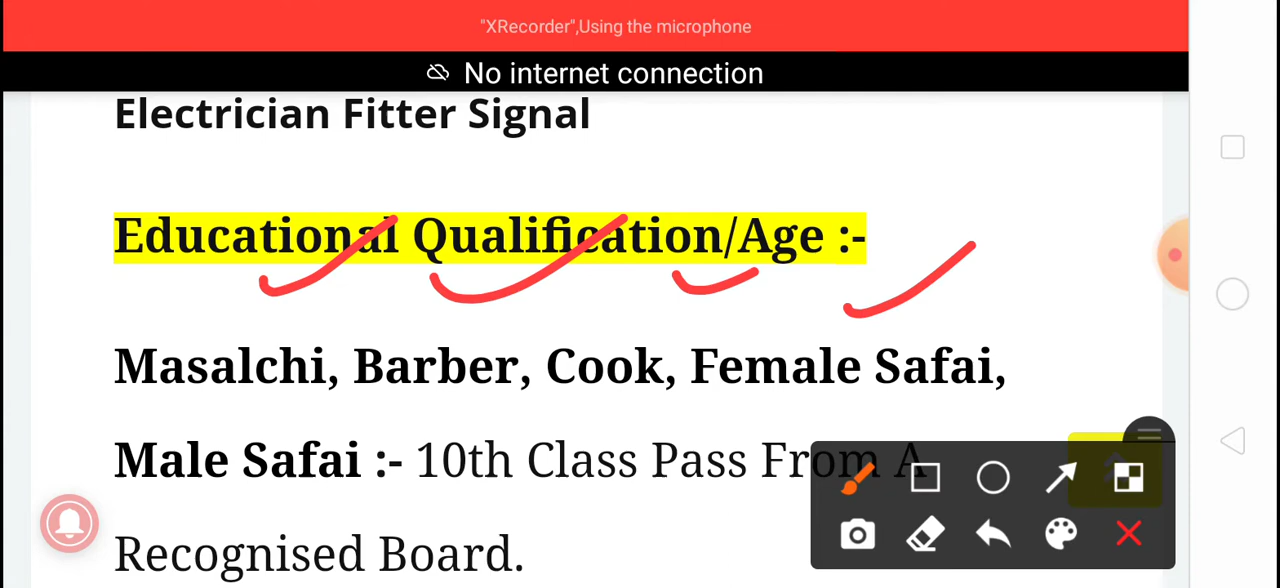 "XRecorder",Using the microphone
No internet connection
Electrician Fitter Signal
Educational Qualification/Age :-
Masalchi, Barber, Cook, Female Safai,
Male Safai :- 10th Class Pass From A
Recognised Board.